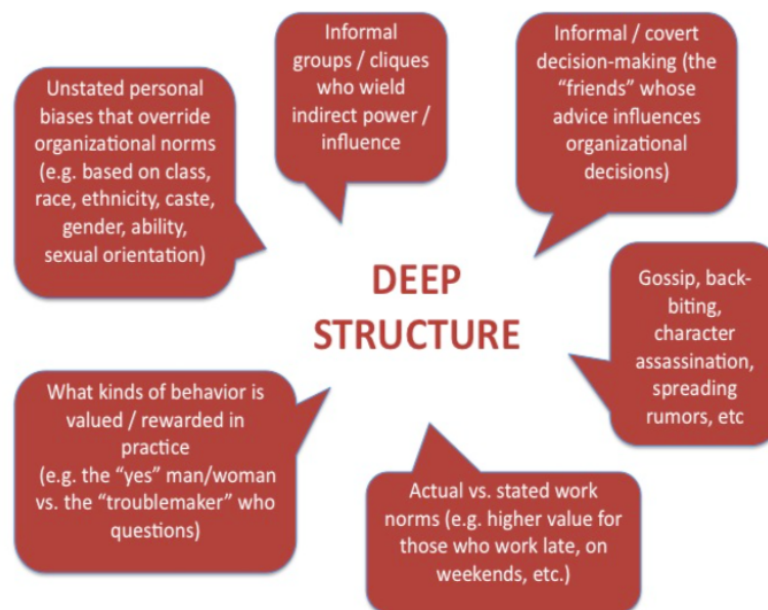 Informal
groups / cliques
who wield
indirect power /
influence
Informal / covert
decision-making (the
“friends” whose
advice influences
organizational
decisions)
Unstated personal
biases that override
organizational norms
(e.g. based on class,
race, ethnicity, caste,
gender, ability,
sexual orientation)
DEEP
STRUCTURE
Gossip, back-
biting,
character
assassination,
spreading
rumors, etc
What kinds of behavior is
valued / rewarded in
practice
(e.g. the “yes” man/woman
vs. the “troublemaker” who
questions)
Actual vs. stated work
norms (e.g. higher value for
those who work late, on
weekends, etc.)